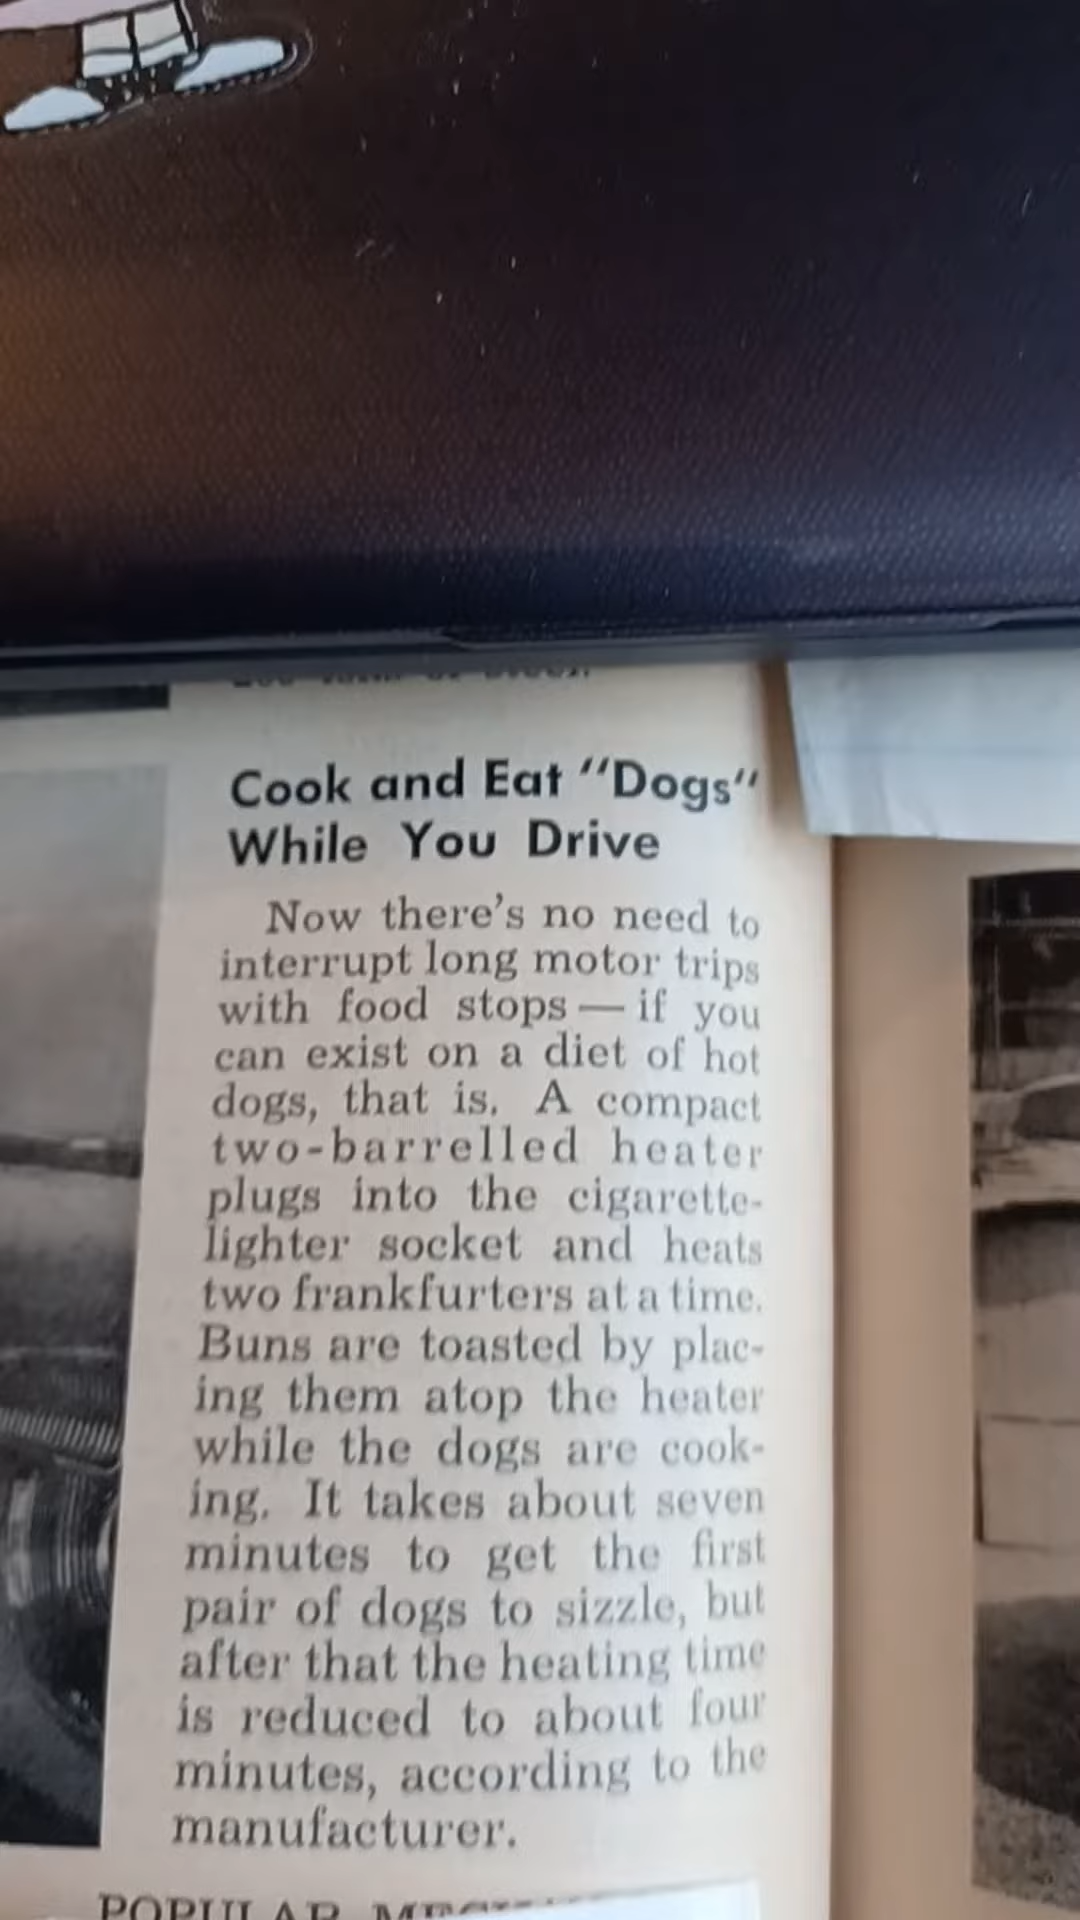 Cook and Eat “Dogs”
While You Drive
Now there's no need to
interrupt long motor trips
with food stops — if you
can exist on a diet of hot
dogs, that is. A compact
two-barrelled heater
plugs into the cigarette-
lighter socket and heats
two frankfurters at a time.
Buns are toasted by plac-
ing them atop the heater
while the dogs are cook-
ing. It takes about seven
minutes to get the first
pair of dogs to sizzle, but
after that the heating time
is reduced to about four
minutes, according to the
manufacturer.
POPULAR